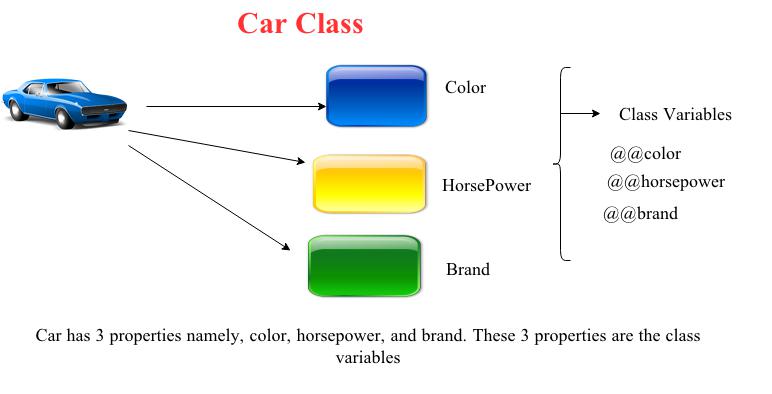 Car Class
Color
HorsePower
Brand
Class Variables
@@color
@@horsepower
@@brand
Car has 3 properties namely, color, horsepower, and brand. These 3 properties are the class
variables